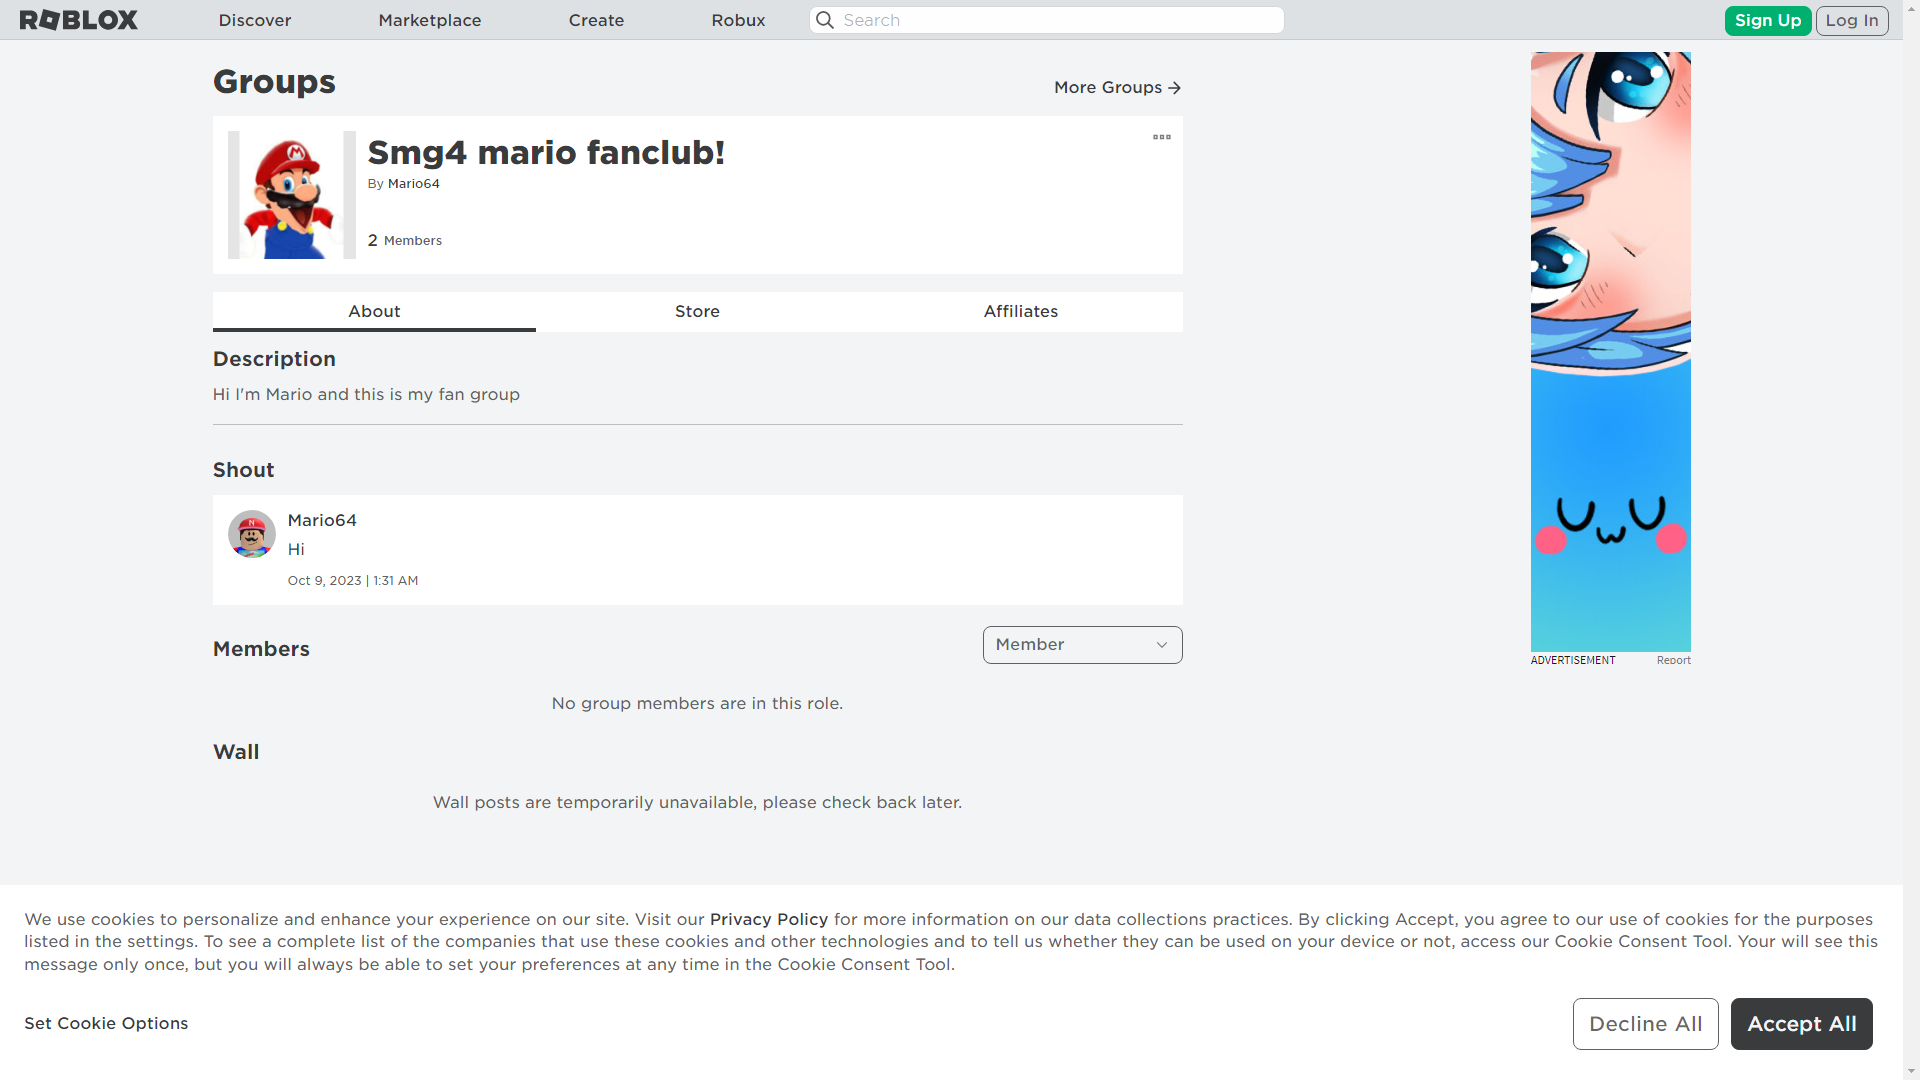 ROBLOX Discover Marketplace Create Robux Search Sign Up Log In
Groups More Groups
Smg4 mario fanclub!
By Mario64
2 Members
About Store Affiliates
Description
Hi I'm Mario and this is my fan group
Shout
Mario64
Hi
Oct 9, 2023 | 1:31 AM
Members Member
No group members are in this role.
Wall
Wall posts are temporarily unavailable, please check back later.
ADVERTISEMENT Report
We use cookies to personalize and enhance your experience on our site. Visit our Privacy Policy for more information on our data collections practices. By clicking Accept, you agree to our use of cookies for the purposes
listed in the settings. To see a complete list of the companies that use these cookies and other technologies and to tell us whether they can be used on your device or not, access our Cookie Consent Tool. Your will see this
message only once, but you will always be able to set your preferences at any time in the Cookie Consent Tool.
Set Cookie Options Decline All Accept All